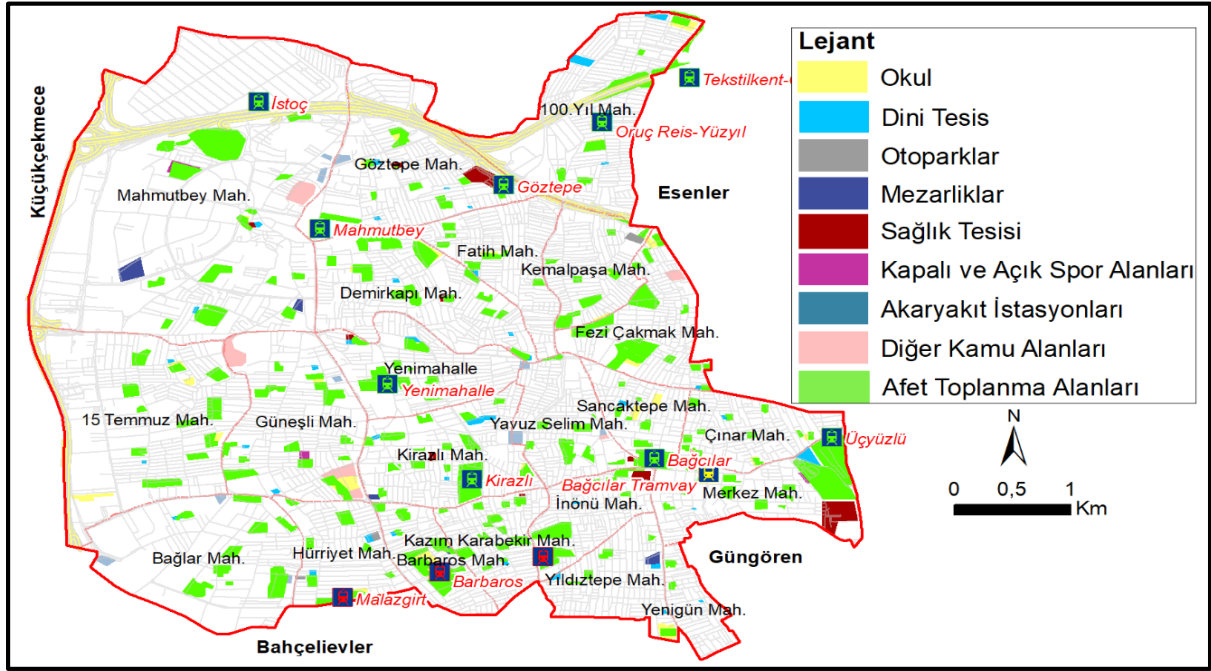 Lejant
Okul
Dini Tesis
Otoparklar
Mezarliklar
Sağlık Tesisi
Kapalı ve Açık Spor Alanları
Akaryakıt İstasyonları
Diğer Kamu Alanları
Afet Toplanma Alanları
N
0 0,5 1
Km
Küçükçekmece
Esenler
Güngören
Bahçelievler
İstoç
Tekstilkent-
100.Yıl Mah.
Oruç Reis-Yüzyıl
Göztepe Mah.
Göztepe
Mahmutbey Mah.
Mahmutbey
Fatih Mah.
Kemalpaşa Mah.
Demirkapı Mah.
Fezi Çakmak Mah.
Yenimahalle
Yenimahalle
15 Temmuz Mah.
Güneşli Mah.
Sancaktepe Mah.
Yavuz Selim Mah.
Çınar Mah.
Üçyüzlü
Kirazlı Mah.
Kirazlı
Bağcılar
Bağcılar Tramvay
Merkez Mah.
İnönü Mah.
Kazım Karabekir Mah.
Hürriyet Mah.
Barbaros Mah.
Bağlar Mah.
Barbaros
Yıldıztepe Mah.
Malazgirt
Yenigün Mah.